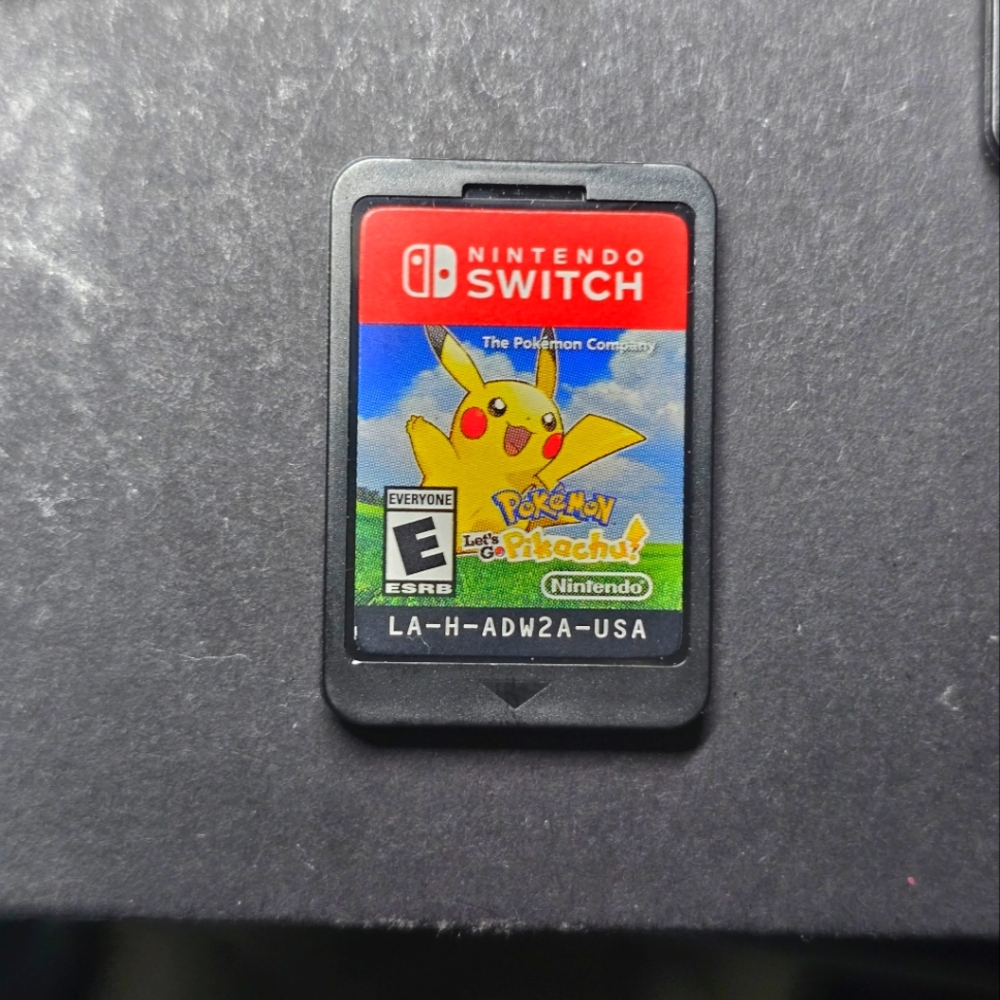 NINTENDO
SWITCH
The Pokémon Company
EVERYONE
E
ESRB
POKéMON
Let's
Go Pikachu!
Nintendo
LA-H-ADW2A-USA